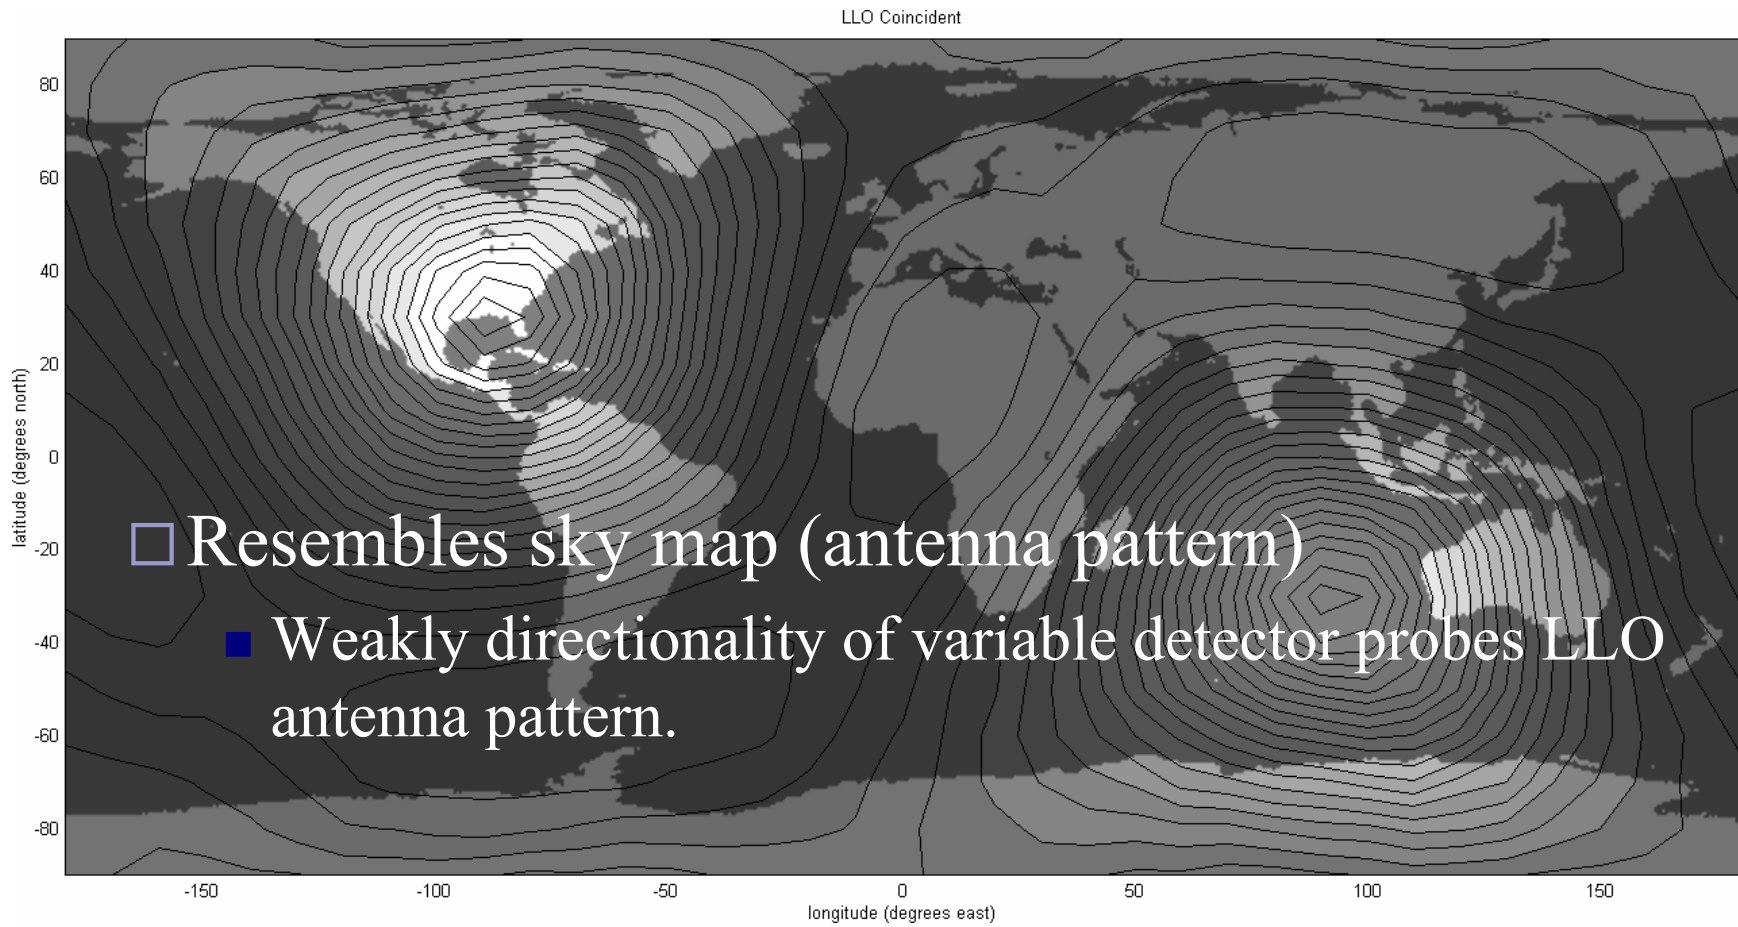 LLO Coincident
80
60
40
20
0
-20
-40
-60
-80
latitude (degrees north)
Resembles sky map (antenna pattern)
Weakly directionality of variable detector probes LLO
antenna pattern.
-150 -100 -50 0 50 100 150
longitude (degrees east)